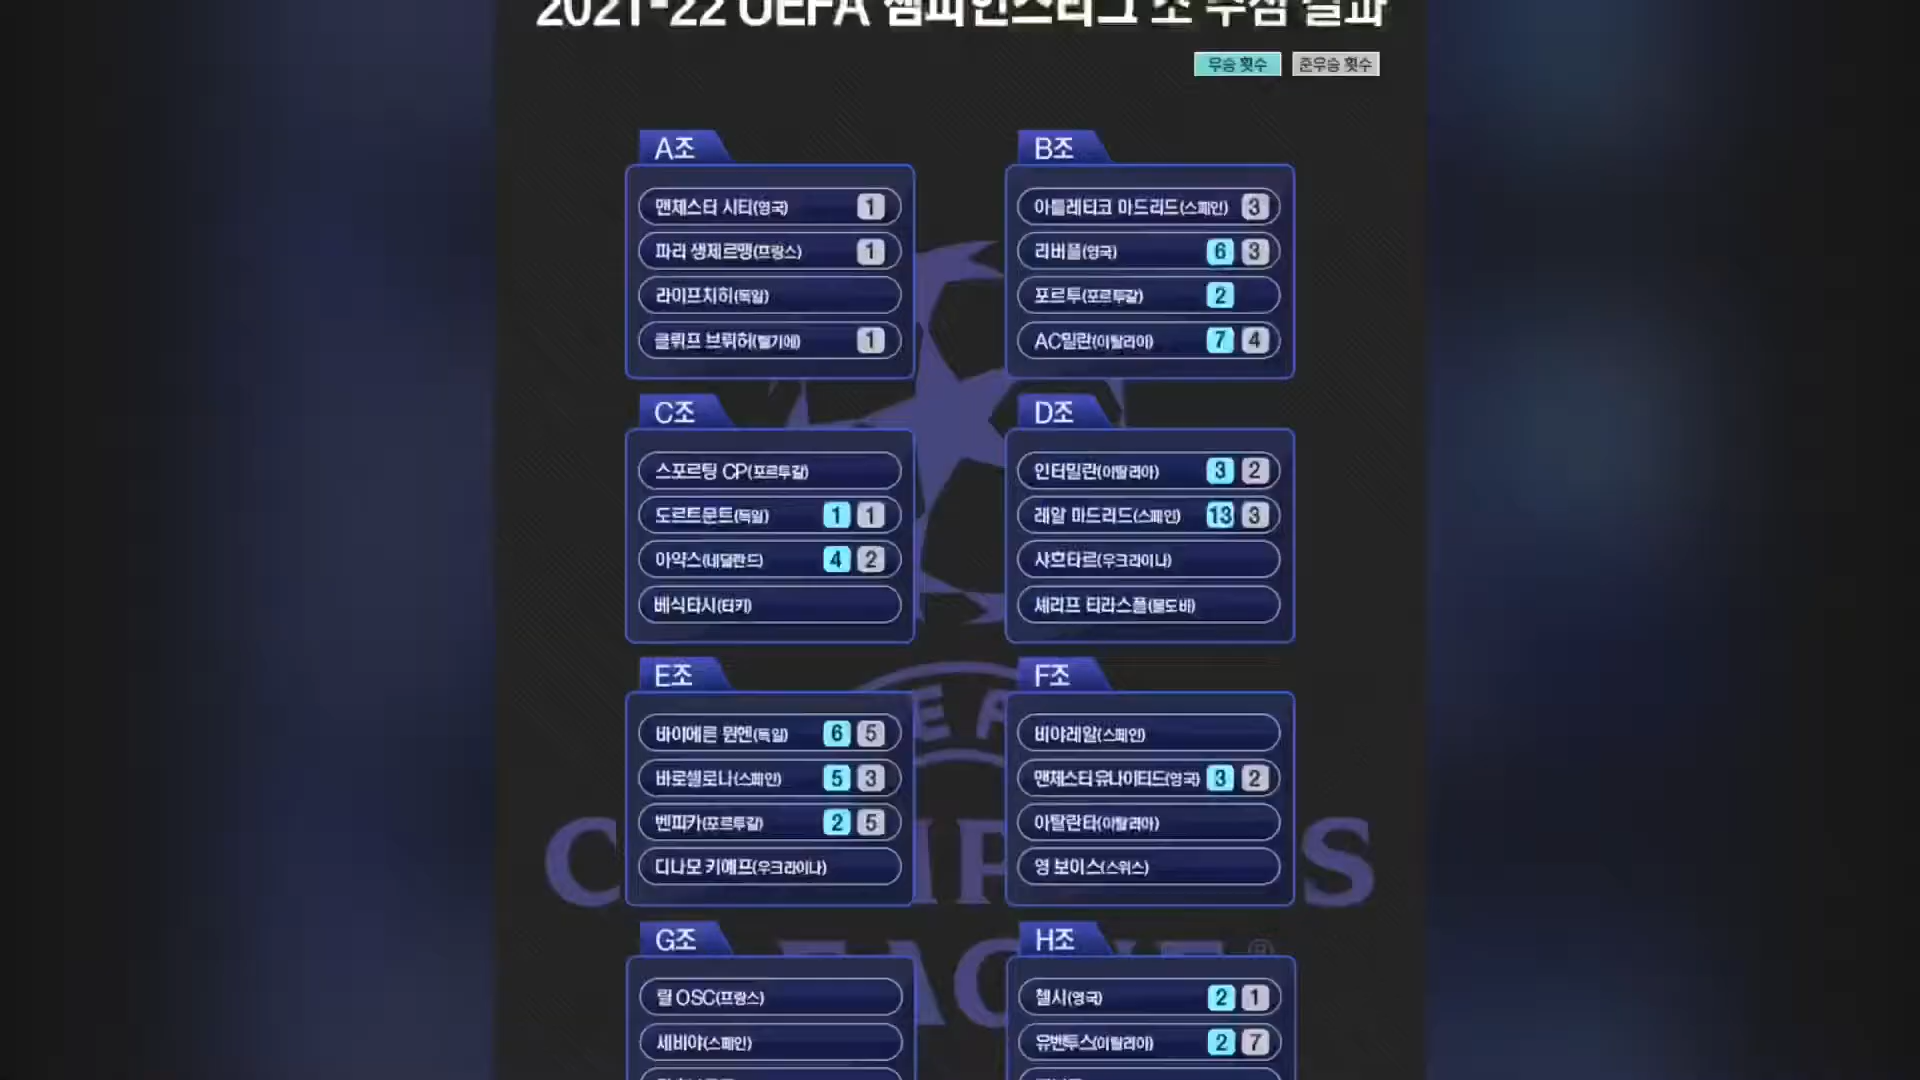 2021-22 UEFA 챔피언스리그 조 추첨 결과
우승 횟수 준우승 횟수
A조
맨체스터 시티(영국) 1
파리 생제르맹(프랑스) 1
라이프치히(독일)
클뤼프 브뤼허(벨기에) 1
B조
아틀레티코 마드리드(스페인) 3
리버풀(영국) 6 3
포르투(포르투갈) 2
AC밀란(이탈리아) 7 4
C조
스포르팅 CP(포르투갈)
도르트문트(독일) 1 1
아약스(네덜란드) 4 2
베식타시(터키)
D조
인터밀란(이탈리아) 3 2
레알 마드리드(스페인) 13 3
샤흐타르(우크라이나)
셰리프 티라스폴(몰도바)
E조
바이에른 뮌헨(독일) 6 5
바로셀로나(스페인) 5 3
벤피카(포르투갈) 2 5
디나모 키예프(우크라이나)
F조
비야레알(스페인)
맨체스터 유나이티드(영국) 3 2
아탈란타(이탈리아)
영 보이스(스위스)
G조
릴 OSC(프랑스)
세비야(스페인)
H조
첼시(영국) 2 1
유벤투스(이탈리아) 2 7